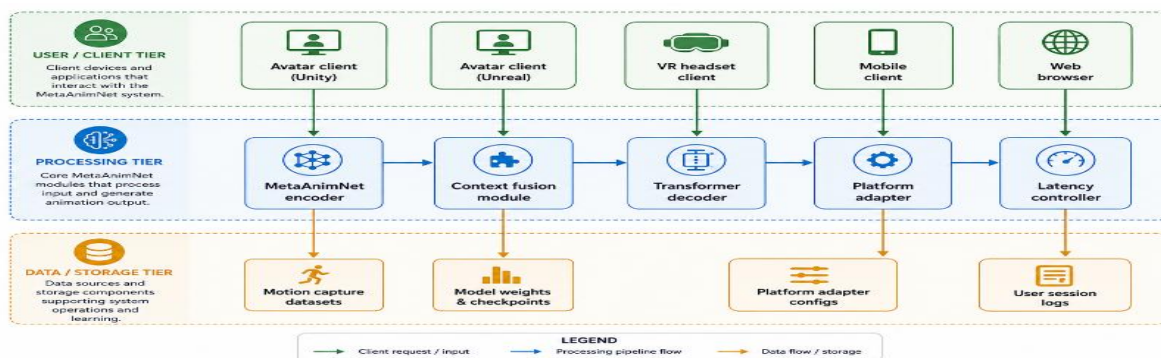 USER / CLIENT TIER
Client devices and
applications that
interact with the
MetaAnimNet system.
Avatar client
(Unity)
Avatar client
(Unreal)
VR headset
client
Mobile
client
Web
browser
PROCESSING TIER
Core MetaAnimNet
modules that process
input and generate
animation output.
MetaAnimNet
encoder
Context fusion
module
Transformer
decoder
Platform
adapter
Latency
controller
DATA / STORAGE TIER
Data sources and
storage components
supporting system
operations and
learning.
Motion capture
datasets
Model weights
& checkpoints
Platform adapter
configs
User session
logs
LEGEND
Client request / input
Processing pipeline flow
Data flow / storage